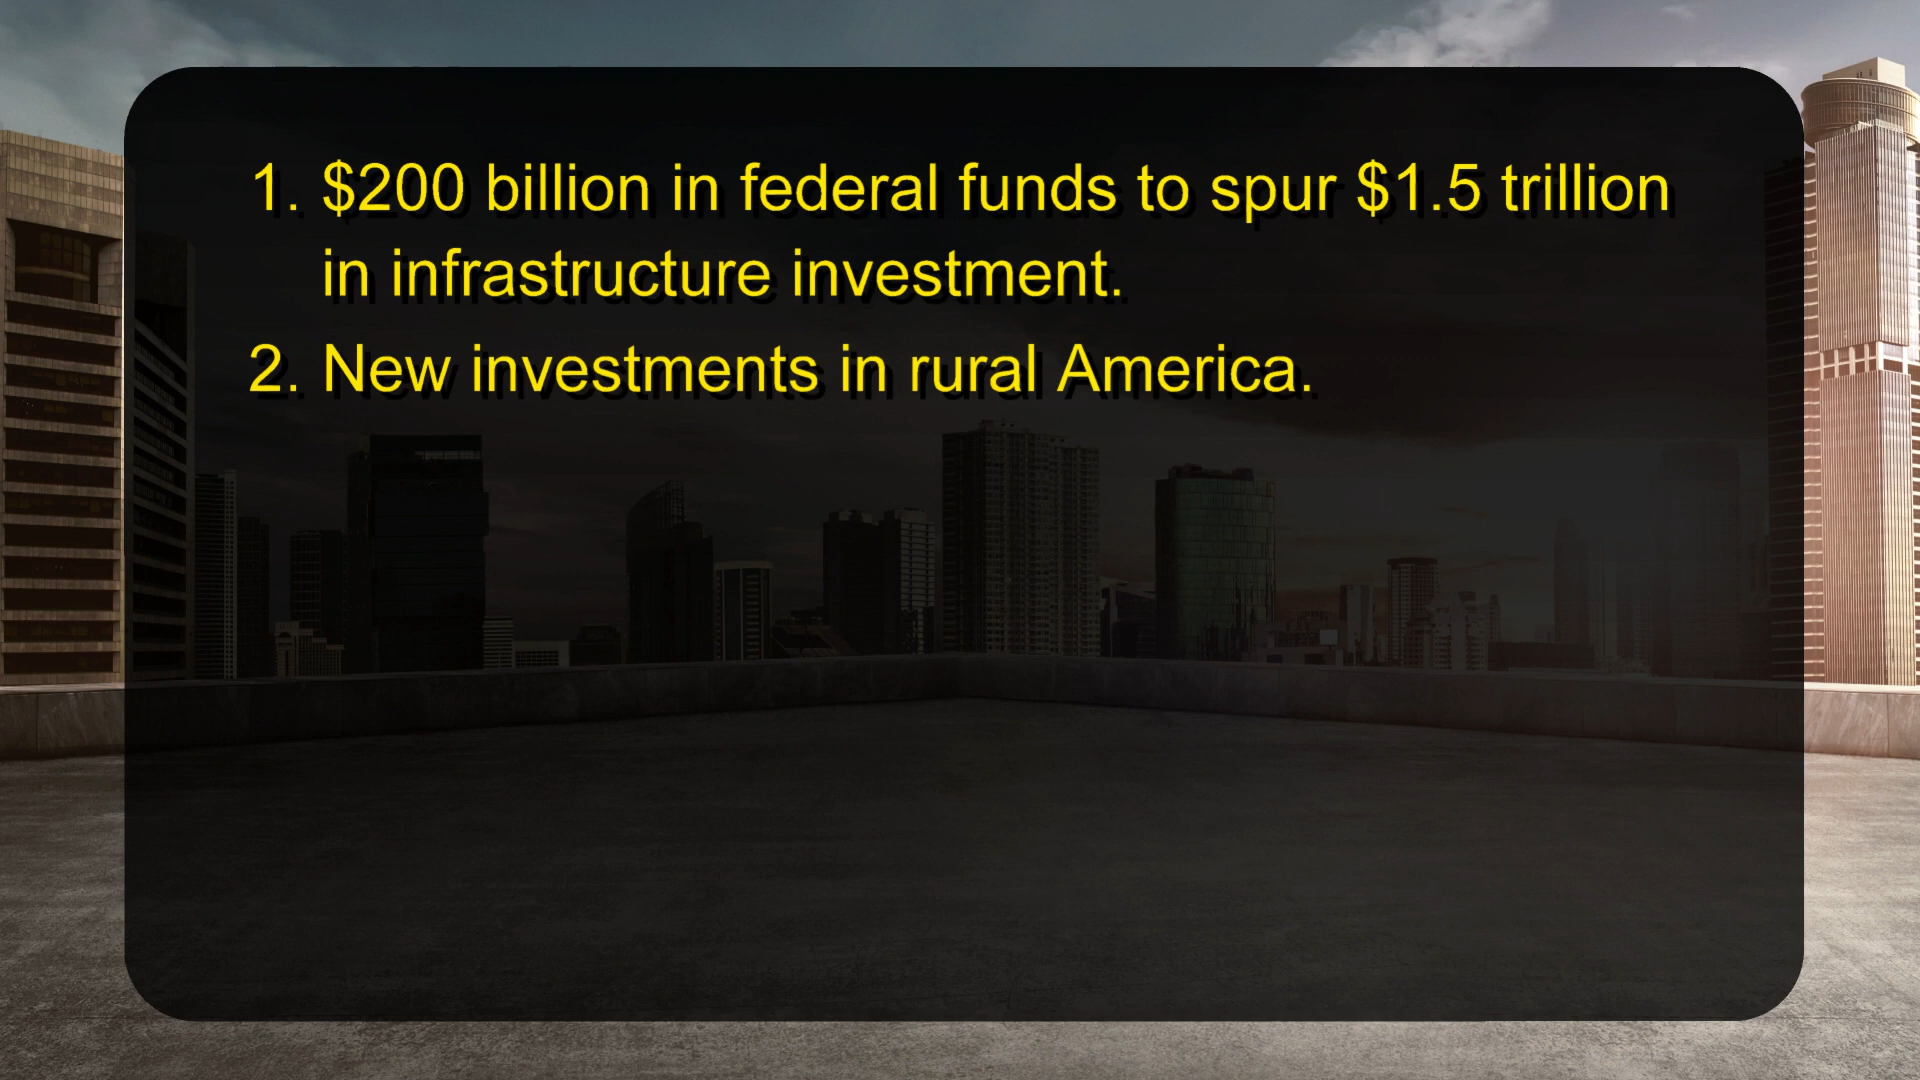 1. $200 billion in federal funds to spur $1.5 trillion
in infrastructure investment.
2. New investments in rural America.